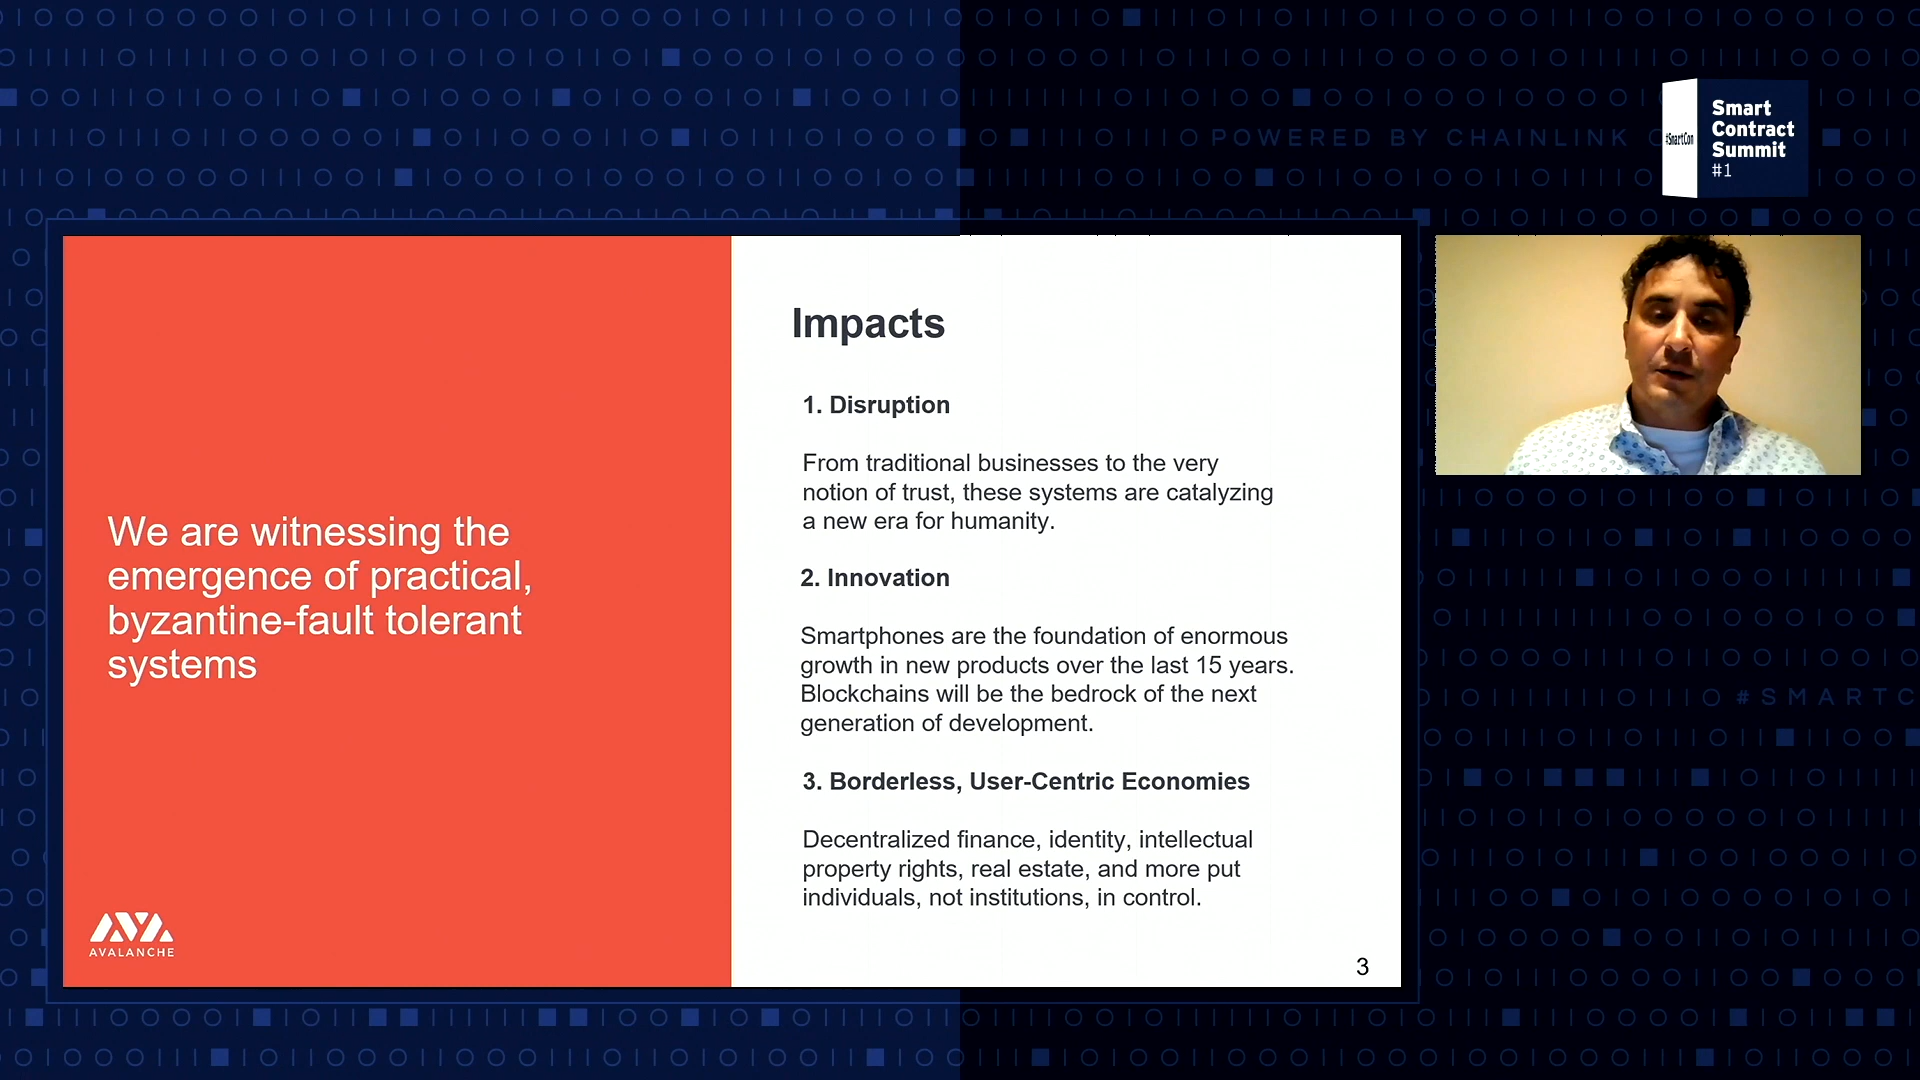 POWERED BY CHAINLINK
#SmartCon
Smart
Contract
Summit
#1
We are witnessing the
emergence of practical,
byzantine-fault tolerant
systems
AVALANCHE
Impacts
1. Disruption
From traditional businesses to the very
notion of trust, these systems are catalyzing
a new era for humanity.
2. Innovation
Smartphones are the foundation of enormous
growth in new products over the last 15 years.
Blockchains will be the bedrock of the next
generation of development.
3. Borderless, User-Centric Economies
Decentralized finance, identity, intellectual
property rights, real estate, and more put
individuals, not institutions, in control.
3
#SMARTC